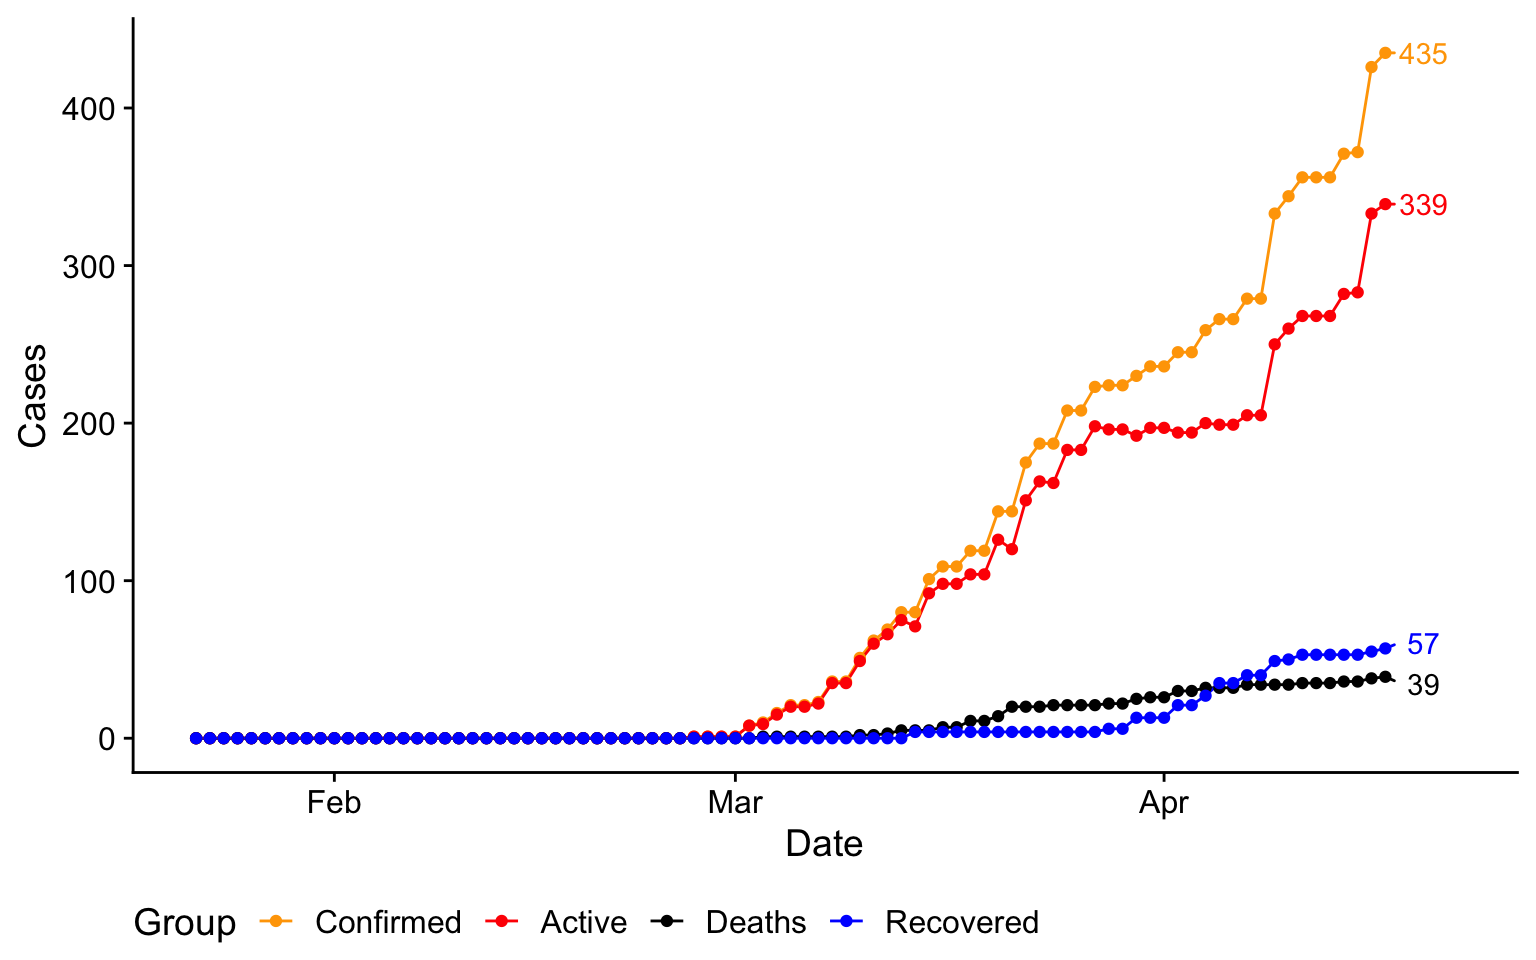 435
400
339
300
Cases
200
100
57
39
0
Feb Mar Apr
Date
Group Confirmed Active Deaths Recovered